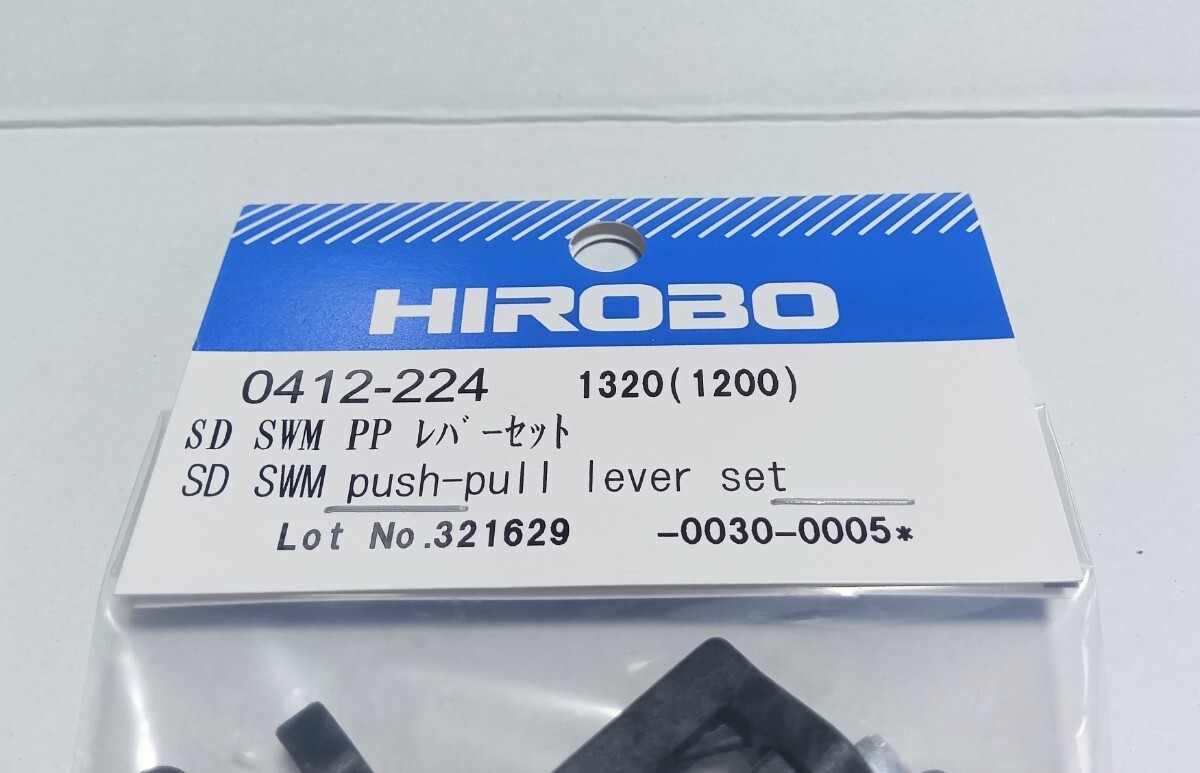 HIROBO
0412-224 1320(1200)
SD SWM PP レバーセット
SD SWM push-pull lever set
Lot No.321629 -0030-0005*